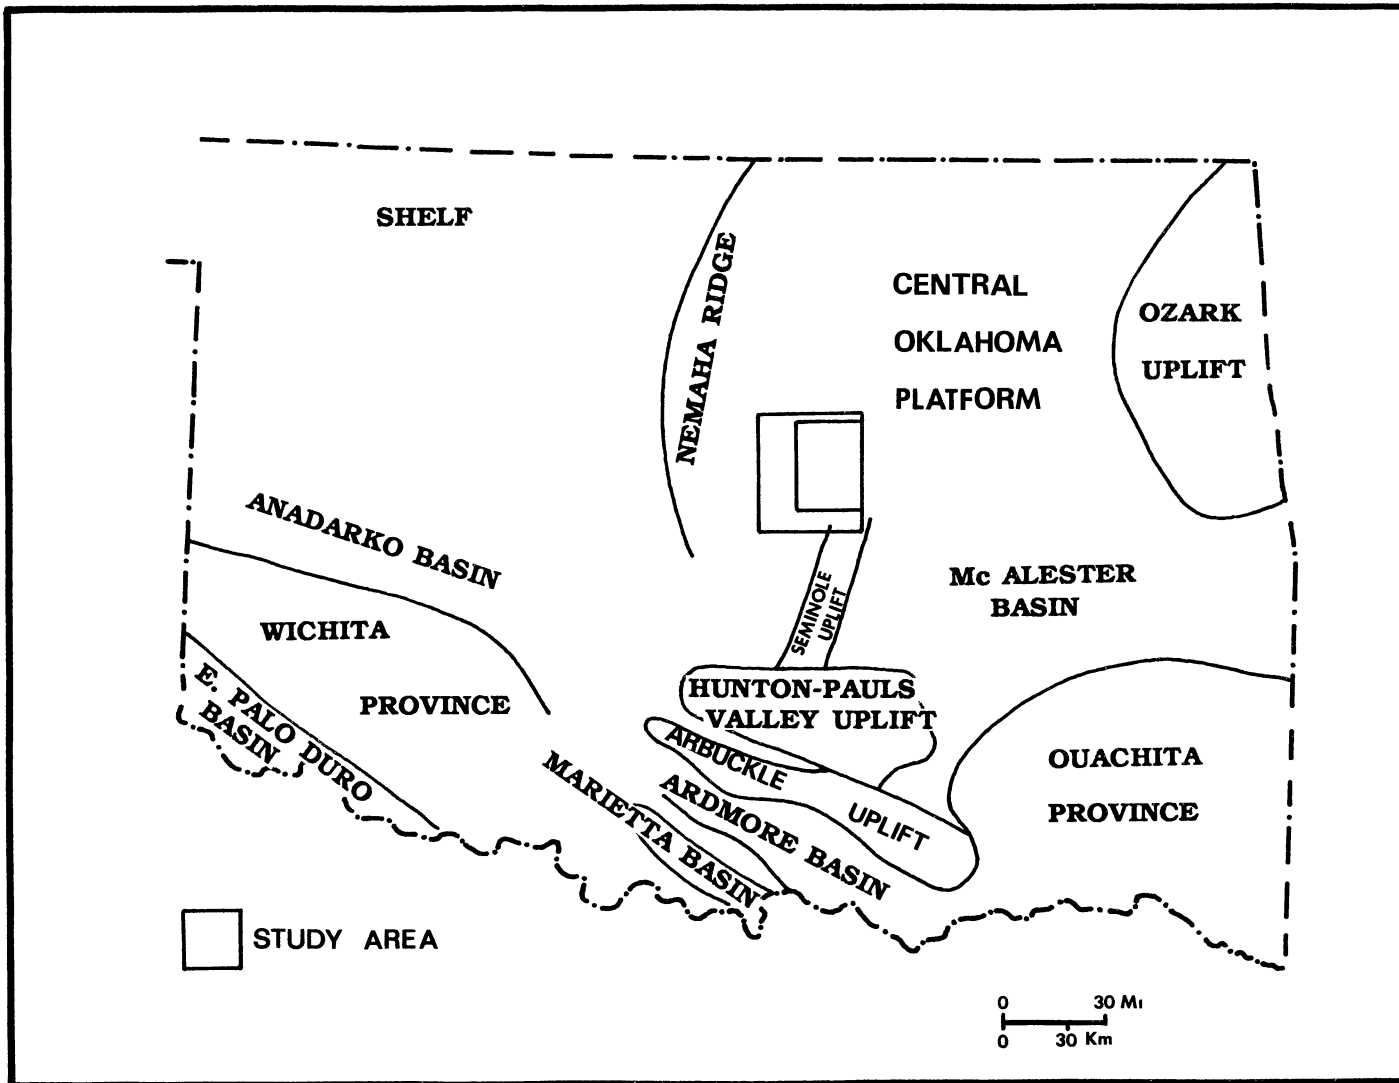 SHELF
NEMAHA RIDGE
CENTRAL
OKLAHOMA
PLATFORM
OZARK
UPLIFT
ANADARKO BASIN
Mc ALESTER
BASIN
SEMINOLE
UPLIFT
WICHITA
PROVINCE
E. PALO DURO
BASIN
HUNTON-PAULS
VALLEY UPLIFT
ARBUCKLE
UPLIFT
OUACHITA
PROVINCE
MARIETTA BASIN
ARDMORE BASIN
STUDY AREA
0 30 Mi
0 30 Km